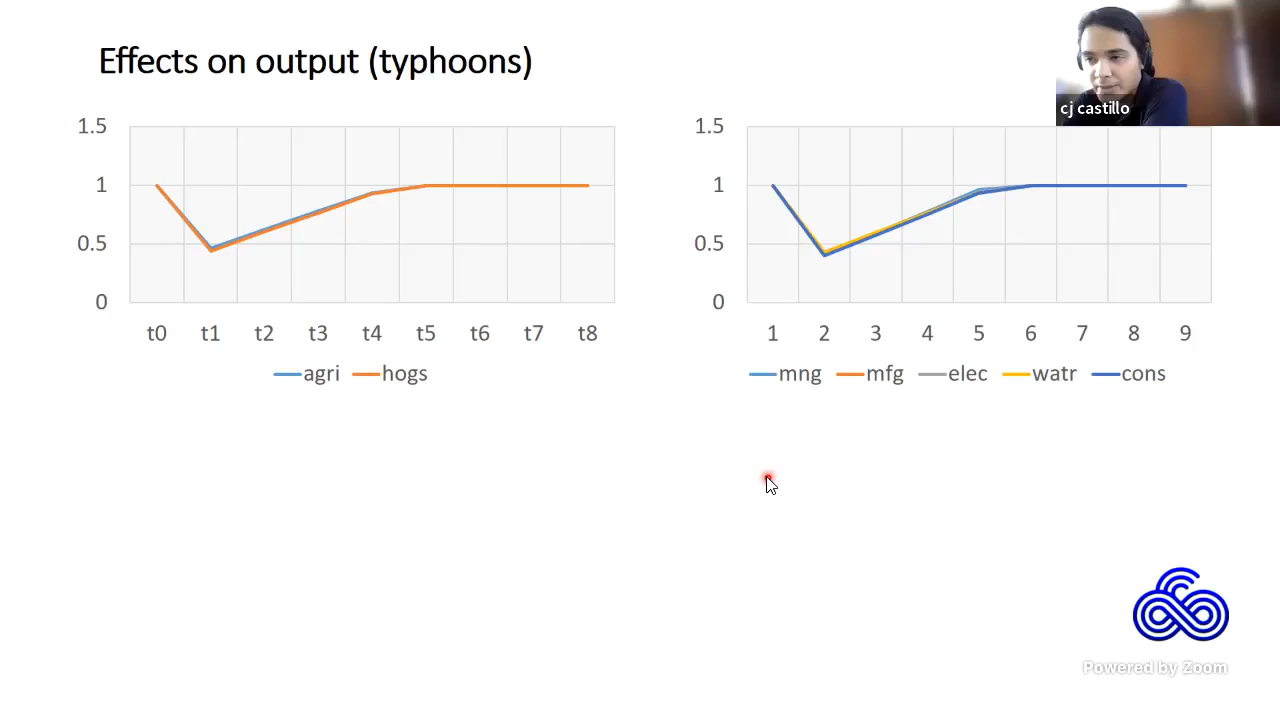 Effects on output (typhoons)
cj castillo
1.5
1
0.5
0
t0 t1 t2 t3 t4 t5 t6 t7 t8
agri hogs
1.5
1
0.5
0
1 2 3 4 5 6 7 8 9
mng mfg elec watr cons
Powered by Zoom